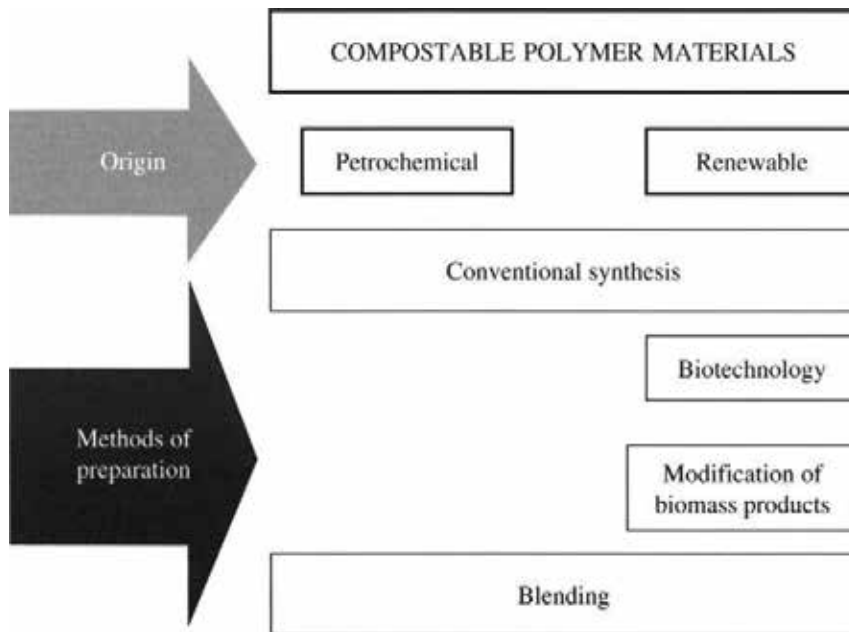 COMPOSTABLE POLYMER MATERIALS
Origin
Petrochemical
Renewable
Conventional synthesis
Biotechnology
Methods of
preparation
Modification of
biomass products
Blending